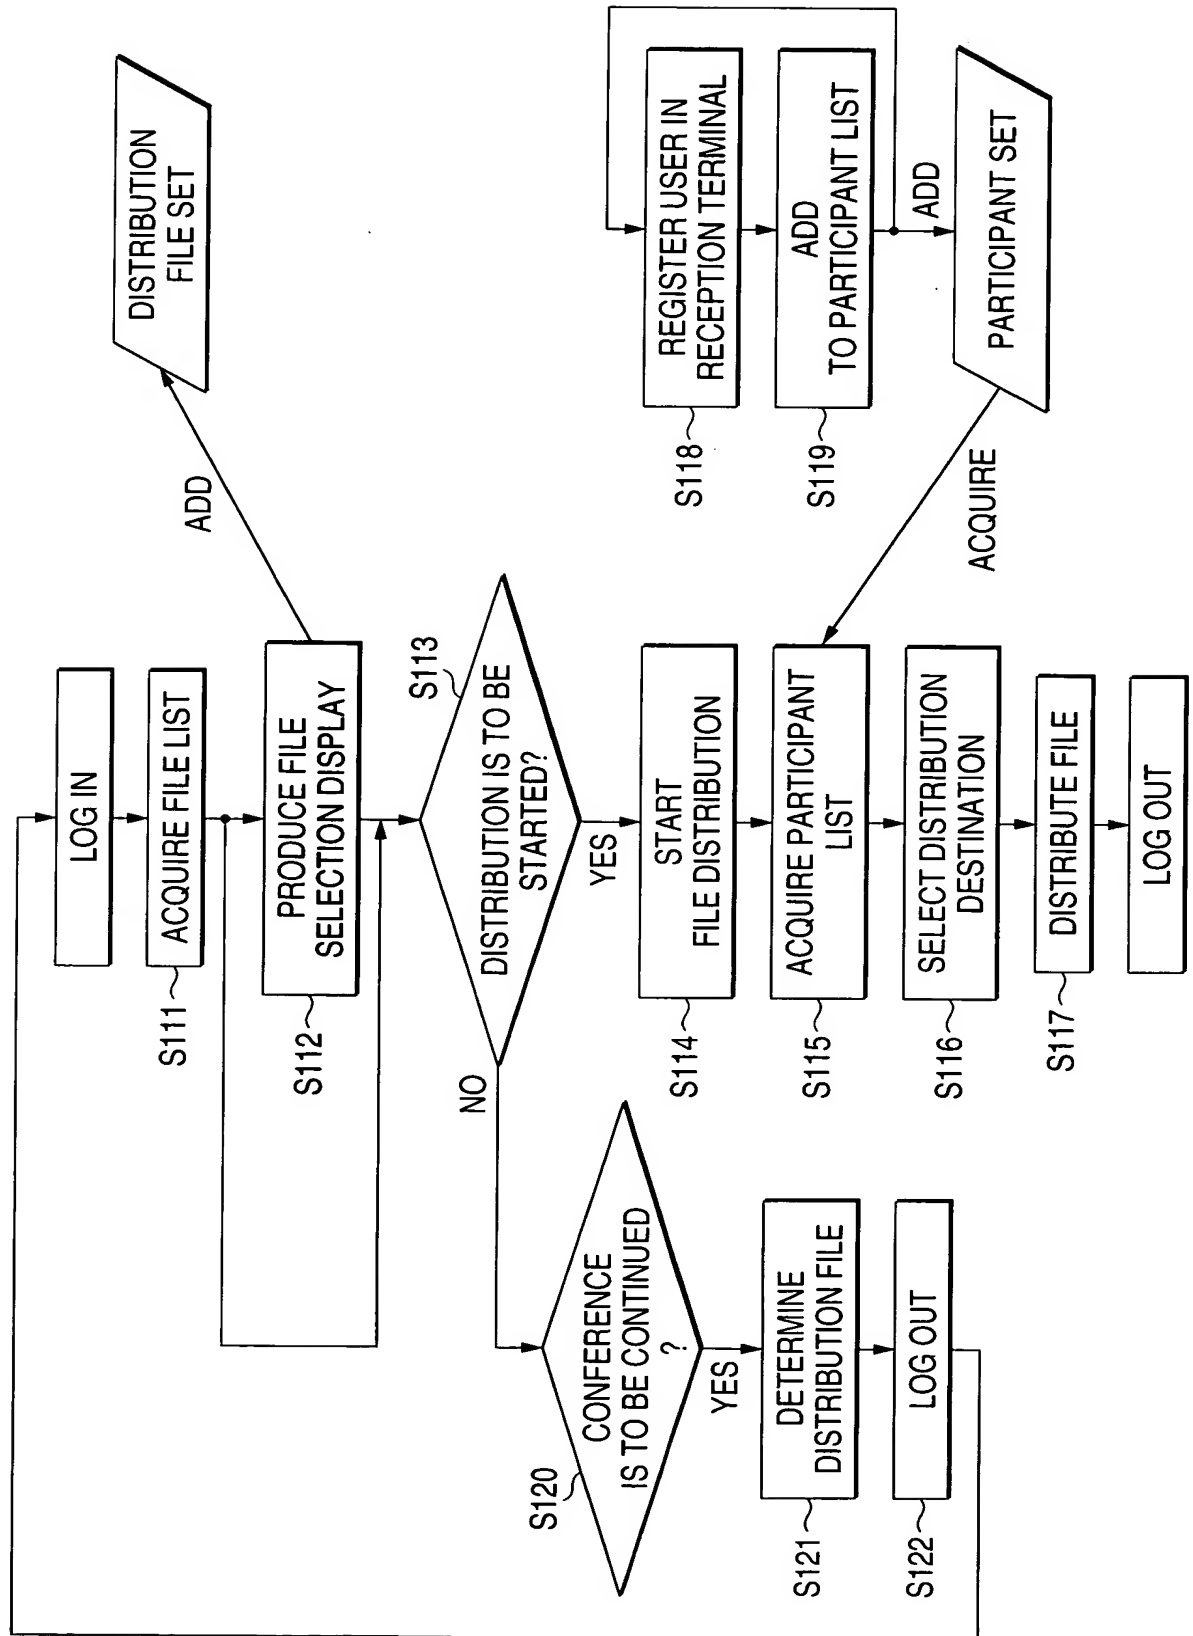 LOG IN
ACQUIRE FILE LIST
S111
PRODUCE FILE
SELECTION DISPLAY
S112
ADD
DISTRIBUTION
FILE SET
S113
DISTRIBUTION IS TO BE
STARTED?
NO
YES
START
FILE DISTRIBUTION
S114
ACQUIRE PARTICIPANT
LIST
S115
SELECT DISTRIBUTION
DESTINATION
S116
DISTRIBUTE FILE
S117
LOG OUT
REGISTER USER IN
RECEPTION TERMINAL
S118
ADD
TO PARTICIPANT LIST
S119
ADD
PARTICIPANT SET
ACQUIRE
S120
CONFERENCE
IS TO BE CONTINUED
?
YES
DETERMINE
DISTRIBUTION FILE
S121
LOG OUT
S122